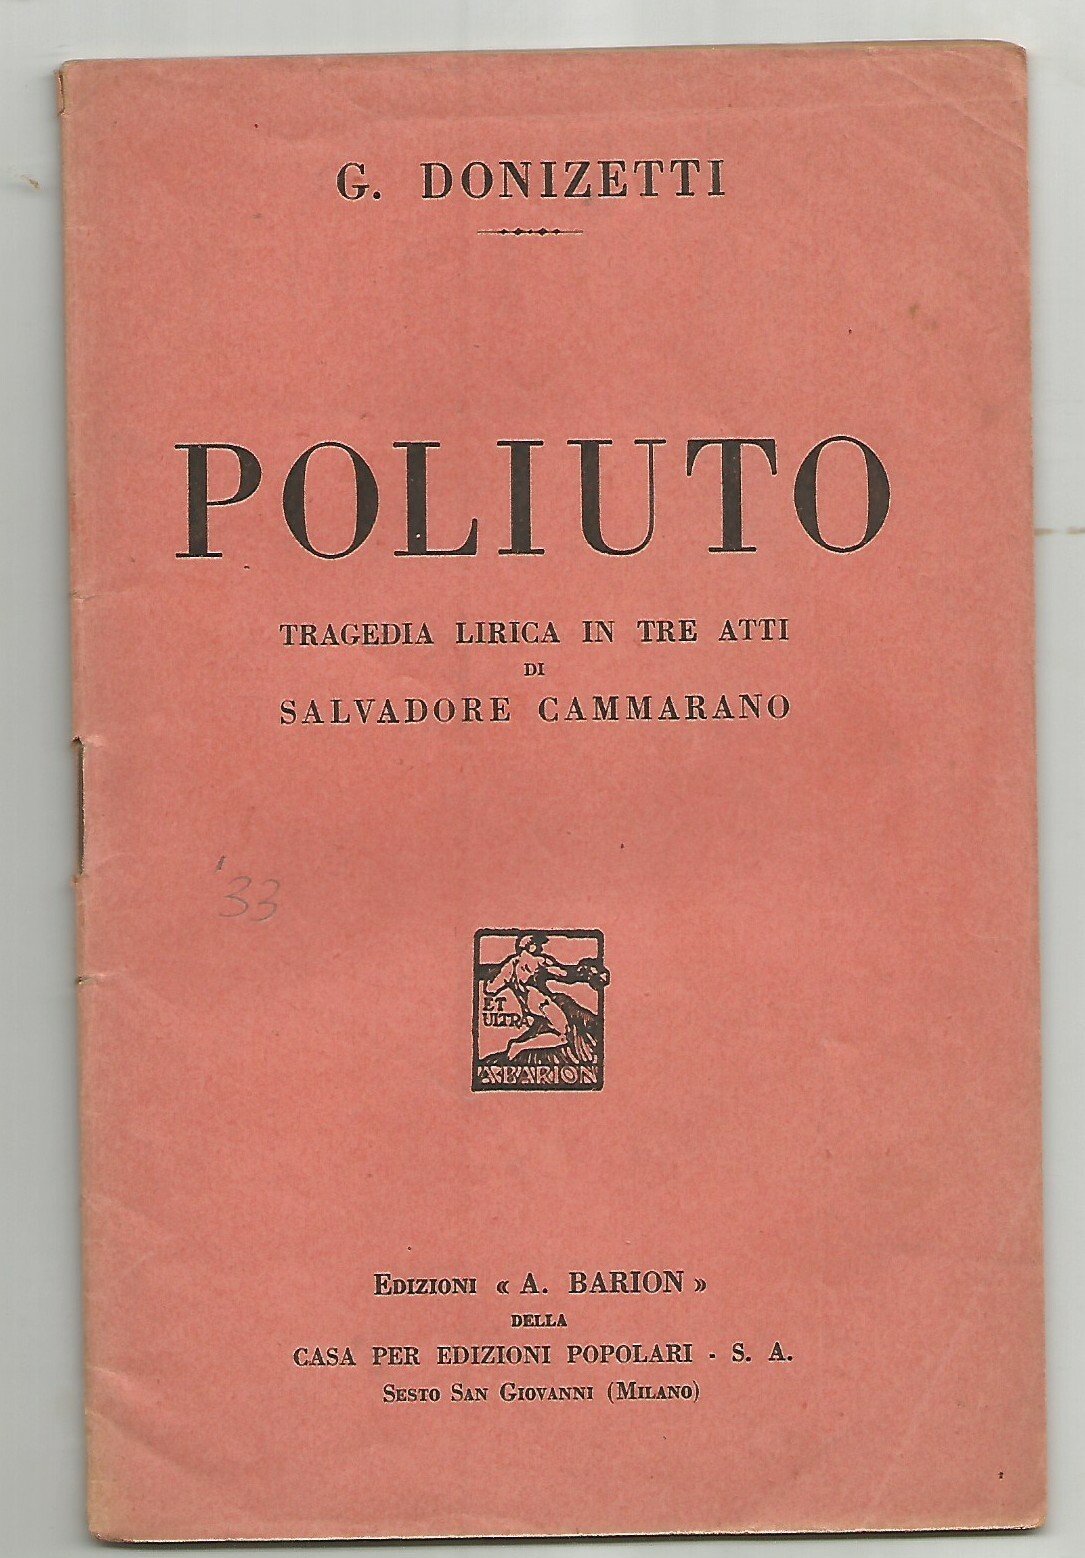 G. DONIZETTI
POLIUTO
TRAGEDIA LIRICA IN TRE ATTI
DI
SALVADORE CAMMARANO
'33
ET
ULTRA
A·BARION
EDIZIONI « A. BARION »
DELLA
CASA PER EDIZIONI POPOLARI - S. A.
SESTO SAN GIOVANNI (MILANO)